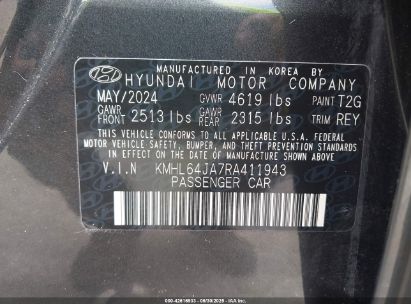 MANUFACTURED IN KOREA BY
HYUNDAI MOTOR COMPANY
MAY/2024 GVWR 4619 lbs PAINT T2G
GAWR FRONT 2513 lbs GAWR REAR 2315 lbs TRIM REY
THIS VEHICLE CONFORMS TO ALL APPLICABLE U.S.A. FEDERAL
MOTOR VEHICLE SAFETY, BUMPER, AND THEFT PREVENTION
STANDARDS IN EFFECT ON THE DATE OF MANUFACTURE
SHOWN ABOVE.
V.I.N KMHL64JA7RA411943
PASSENGER CAR